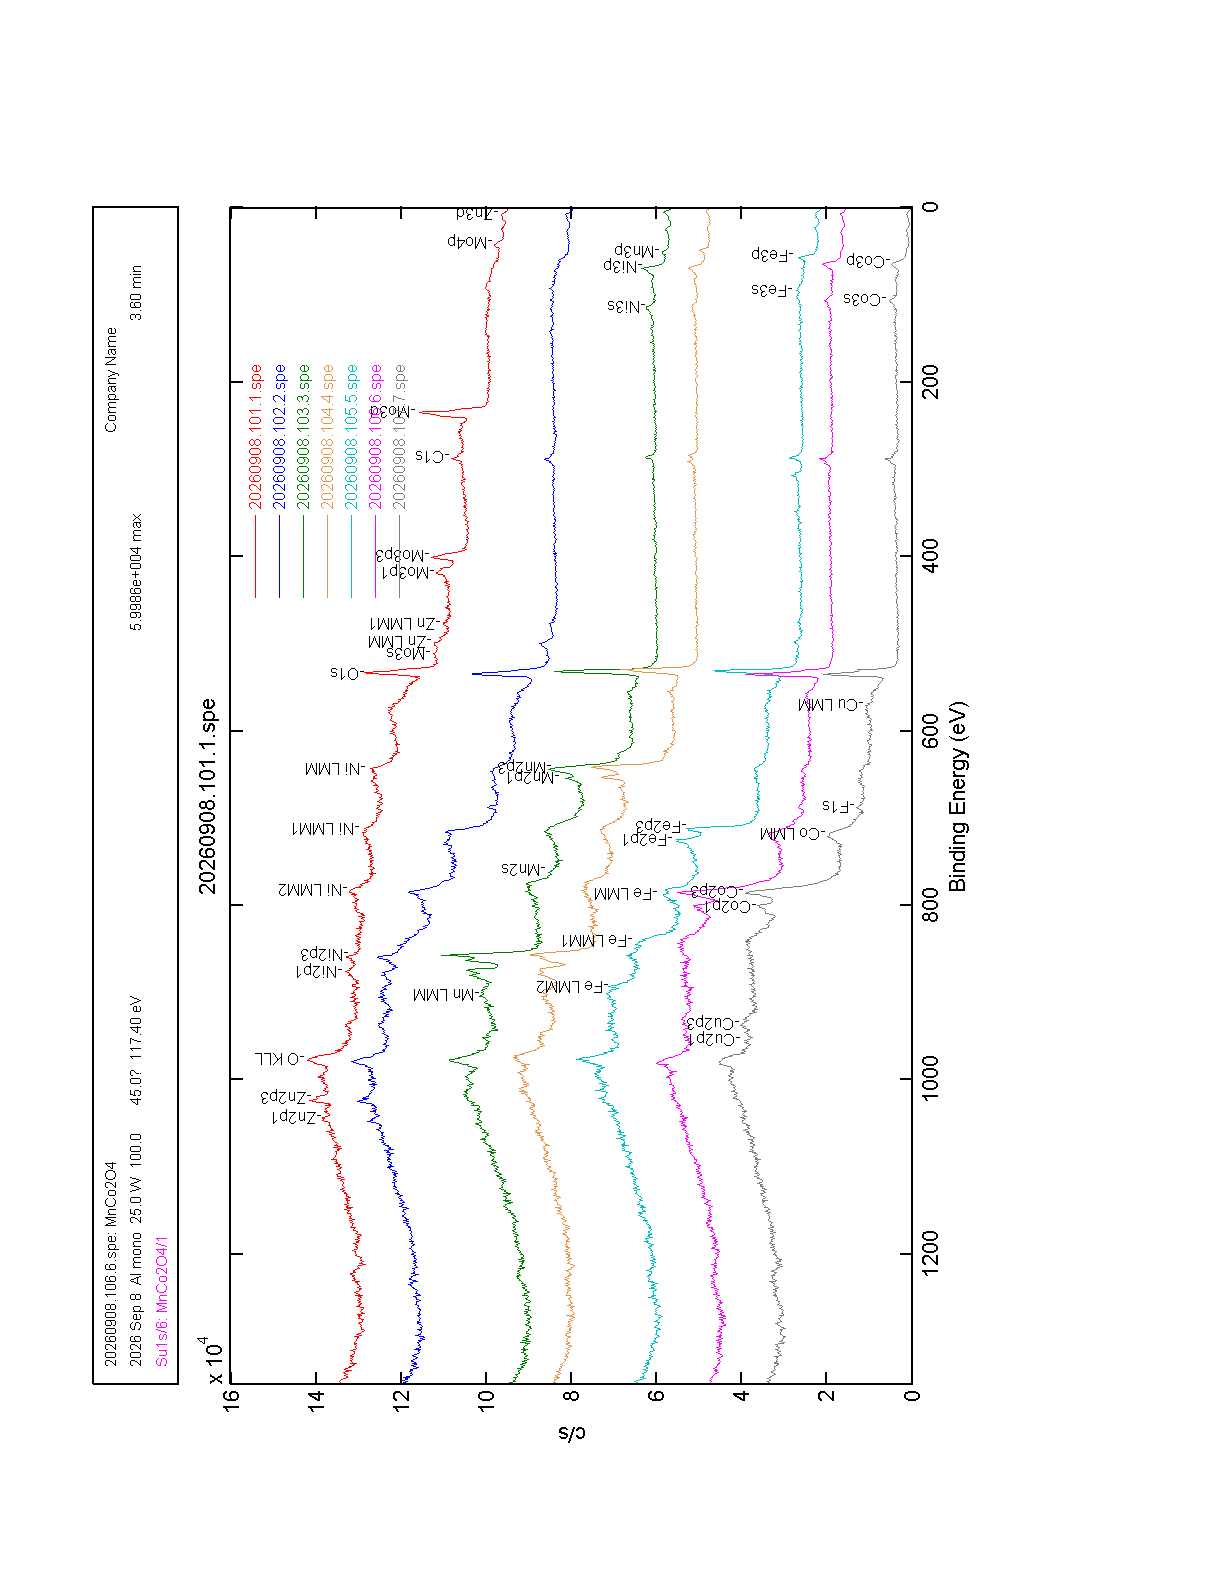 20260908.106.6.spe: MnCo2O4 Company Name
2026 Sep 8 Al mono 25.0 W 100.0 45.0? 117.40 eV 5.9986e+004 max 3.60 min
Su1s/6: MnCo2O4/1
20260908.101.1.spe
x 10⁴
16
14
12
10
8
6
4
2
0
c/s
1200
1000
800
600
400
200
0
Binding Energy (eV)
20260908.101.1.spe
20260908.102.2.spe
20260908.103.3.spe
20260908.104.4.spe
20260908.105.5.spe
20260908.106.6.spe
20260908.107.7.spe
-Zn2p1
-Zn2p3
-O KLL
-Ni2p1
-Ni2p3
-Ni LMM2
-Ni LMM1
-Ni LMM
-O1s
-Mo3s
-Zn LMM
-Zn LMM1
-Mo3p1
-Mo3p3
-C1s
-Mo3d
-Mo4p
-Zn3d
-Mn LMM
-Mn2s
-Mn2p1
-Mn2p3
-Ni3s
-Ni3p
-Mn3p
-Fe LMM2
-Fe LMM1
-Fe LMM
-Fe2p1
-Fe2p3
-Fe3s
-Fe3p
-Cu2p1
-Cu2p3
-Co2p1
-Co2p3
-Co LMM
-F1s
-Cu LMM
-Co3s
-Co3p